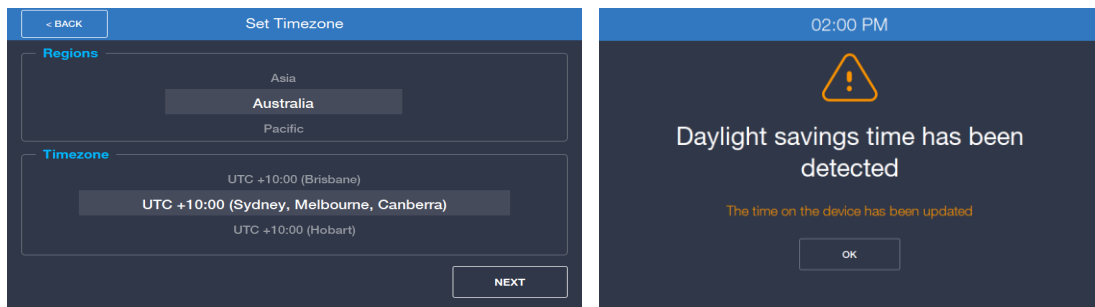 < BACK
Set Timezone
Regions
Asia
Australia
Pacific
Timezone
UTC +10:00 (Brisbane)
UTC +10:00 (Sydney, Melbourne, Canberra)
UTC +10:00 (Hobart)
NEXT
02:00 PM
Daylight savings time has been
detected
The time on the device has been updated
OK